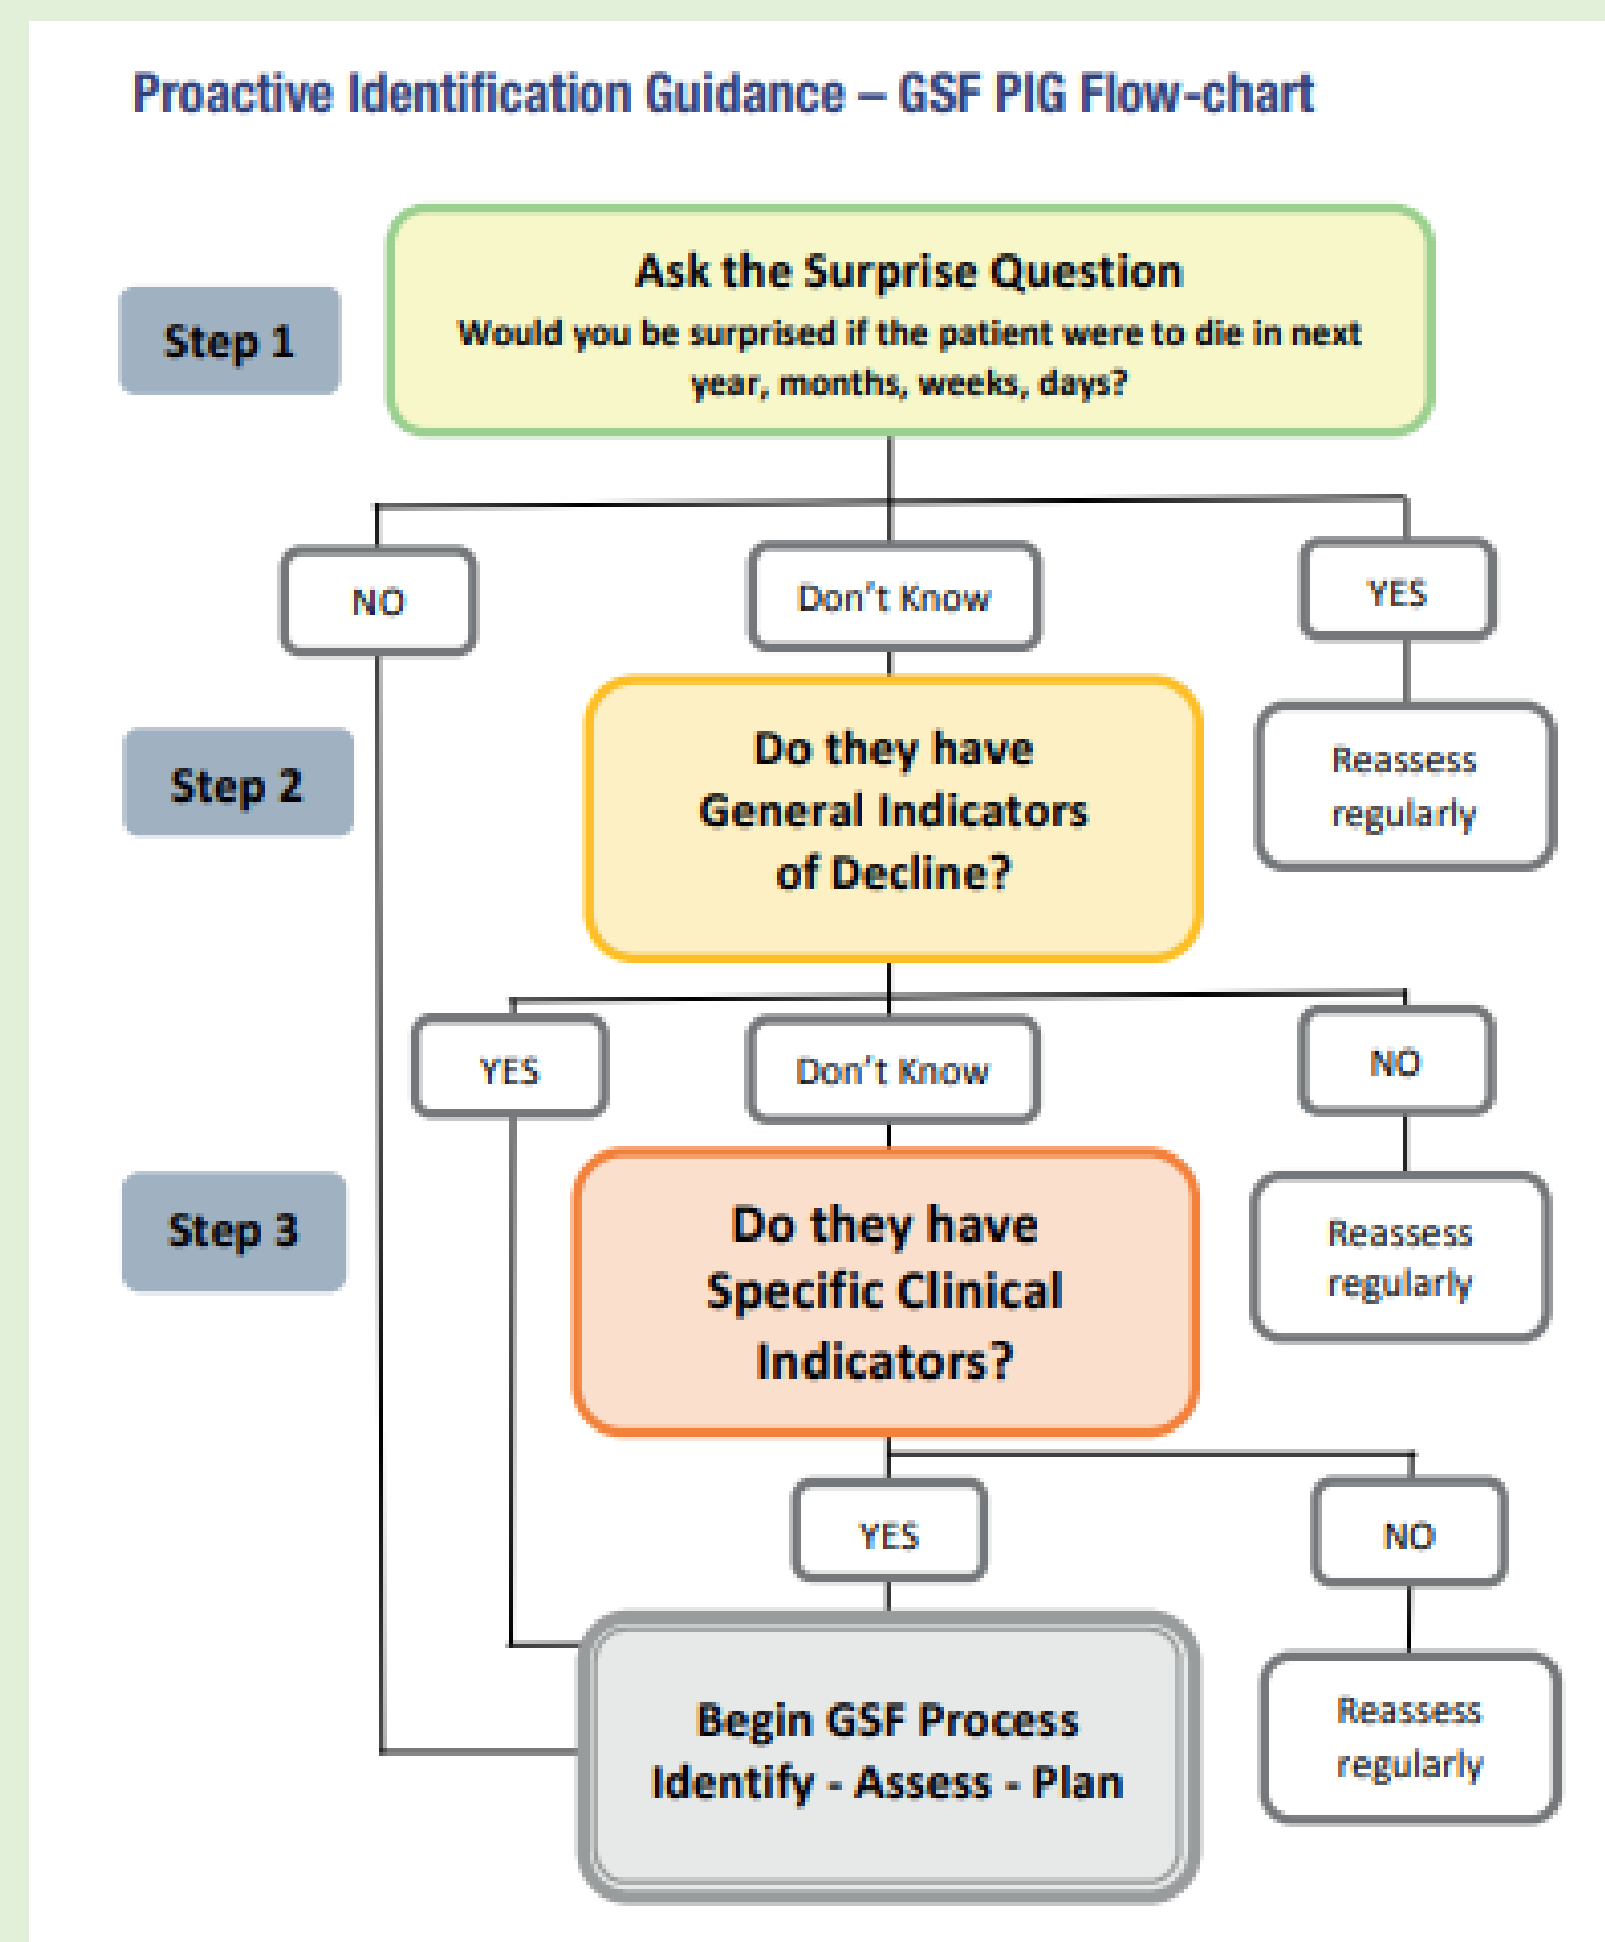 Proactive Identification Guidance – GSF PIG Flow-chart
Step 1
Ask the Surprise Question
Would you be surprised if the patient were to die in next
year, months, weeks, days?
NO
Don't Know
YES
Step 2
Do they have
General Indicators
of Decline?
Reassess
regularly
YES
Don't Know
NO
Step 3
Do they have
Specific Clinical
Indicators?
Reassess
regularly
YES
NO
Begin GSF Process
Identify - Assess - Plan
Reassess
regularly